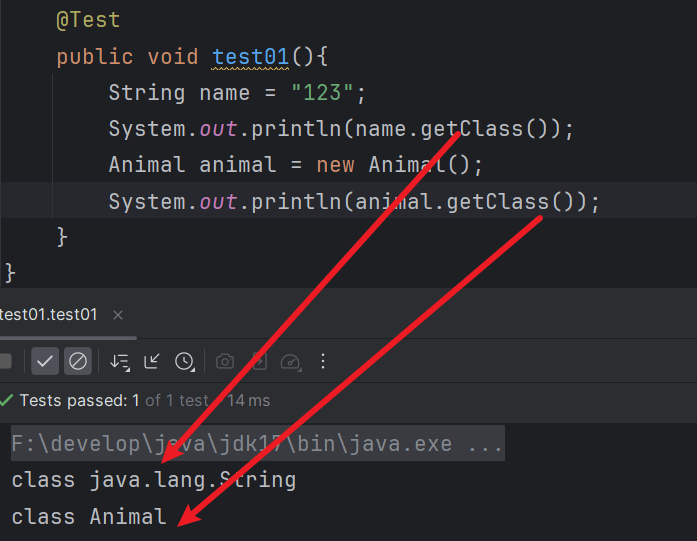 @Test
public void test01(){
String name = "123";
System.out.println(name.getClass());
Animal animal = new Animal();
System.out.println(animal.getClass());
}
}
test01.test01
Tests passed: 1 of 1 test – 14 ms
F:\develop\java\jdk17\bin\java.exe ...
class java.lang.String
class Animal